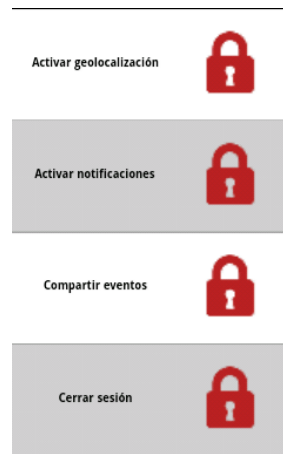 Activar geolocalización
Activar notificaciones
Compartir eventos
Cerrar sesión